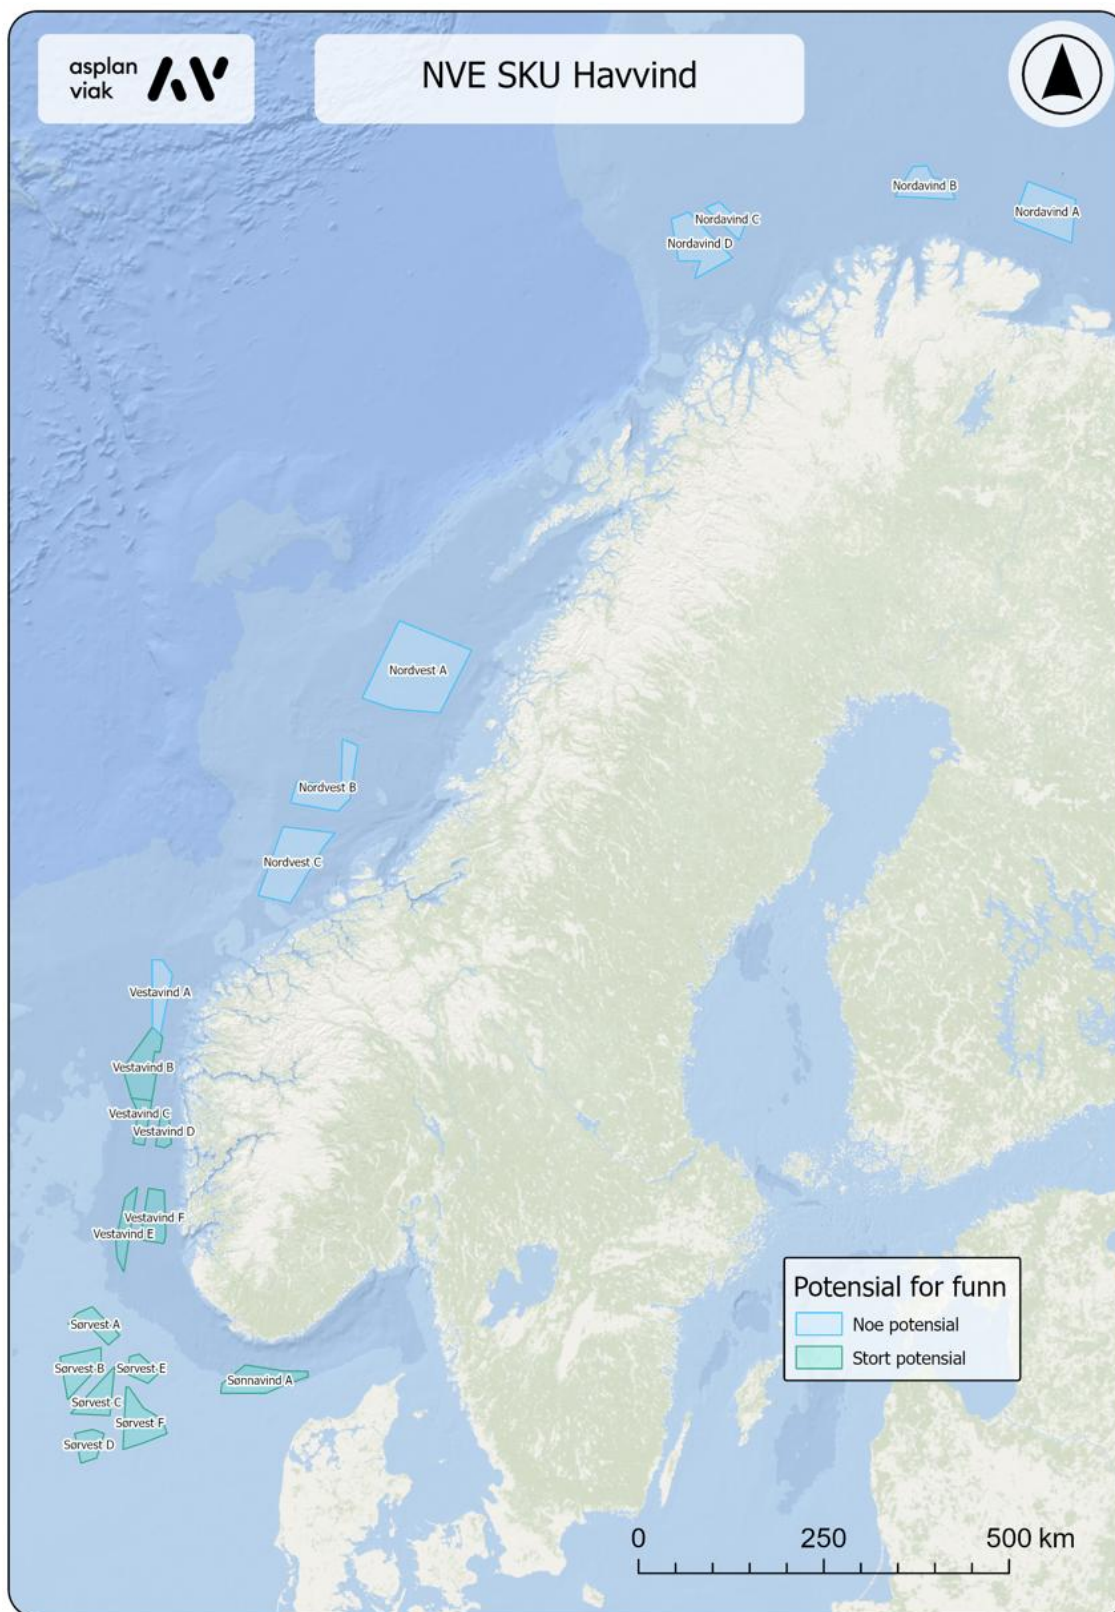 asplan
viak
NVE SKU Havvind
Nordavind B
Nordavind A
Nordavind C
Nordavind D
Nordvest A
Nordvest B
Nordvest C
Vestavind A
Vestavind B
Vestavind C
Vestavind D
Vestavind F
Vestavind E
Sørvest A
Sørvest B
Sørvest E
Sønnavind A
Sørvest C
Sørvest F
Sørvest D
Potensial for funn
Noe potensial
Stort potensial
0 250 500 km